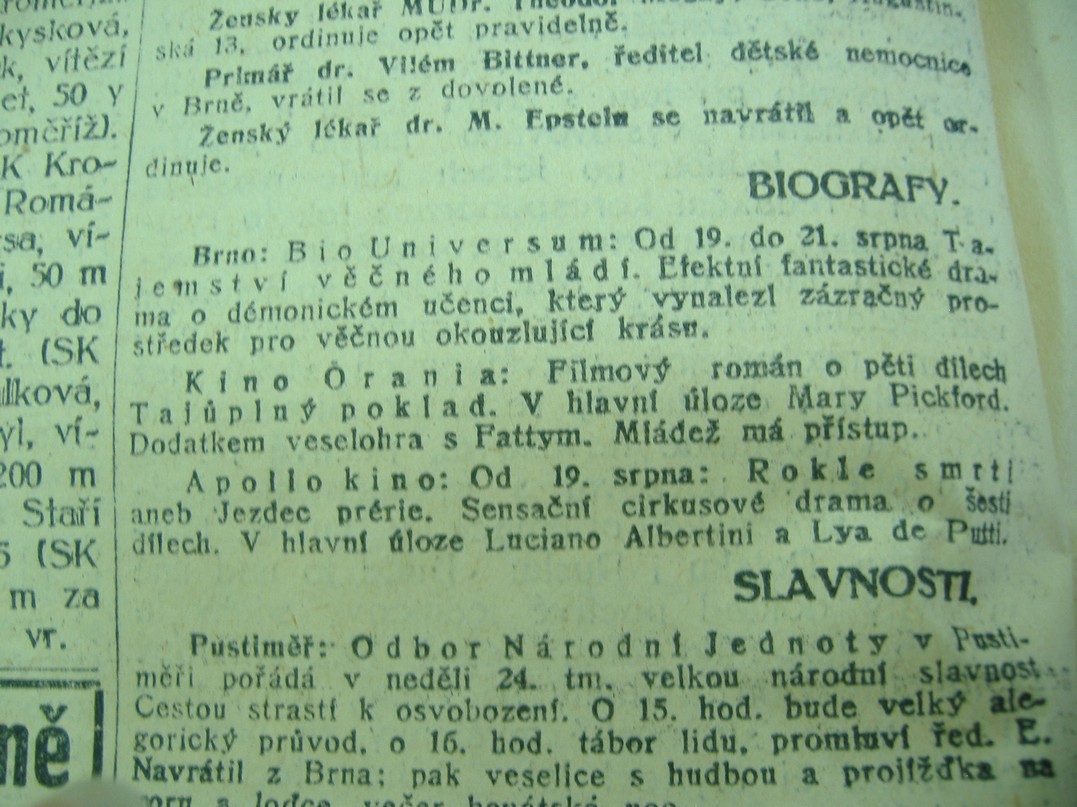 kysková,
k, vítězí
et, 50 y
oměříž).
K Kro-
Romá-
sa, ví-
, 50 m
ky do
t. (SK
lková,
yl, ví-
200 m
Staří
5 (SK
m za
vr.
ně
Ženský lékař MUDr.
ská 13, ordinuje opět pravidelně.
Primář dr. Vilém Bittner, ředitel dětské nemocnice
v Brně, vrátil se z dovolené.
Ženský lékař dr. M. Epstein se navrátil a opět or-
dinuje.
BIOGRAFY.
Brno: Bio Universum: Od 19. do 21. srpna Ta-
jemství věčného mládí. Efektní fantastické dra-
ma o démonickém učenci, který vynalezl zázračný pro-
středek pro věčnou okouzlující krásu.
Kino Orania: Filmový román o pěti dílech
Tajůplný poklad. V hlavní úloze Mary Pickford.
Dodatkem veselohra s Fattym. Mládež má přístup.
Apollo kino: Od 19. srpna: Rokle smrti
aneb Jezdec prérie. Sensační cirkusové drama o šesti
dílech. V hlavní úloze Luciano Albertini a Lya de Putti.
SLAVNOSTI.
Pustiměř: Odbor Národní Jednoty v Pusti-
měři pořádá v neděli 24. tm. velkou národní slavnost
Cestou strastí k osvobození. O 15. hod. bude velký ale-
gorický průvod, o 16. hod. tábor lidu, promluví řed. E.
Navrátil z Brna; pak veselice s hudbou a projížďka na